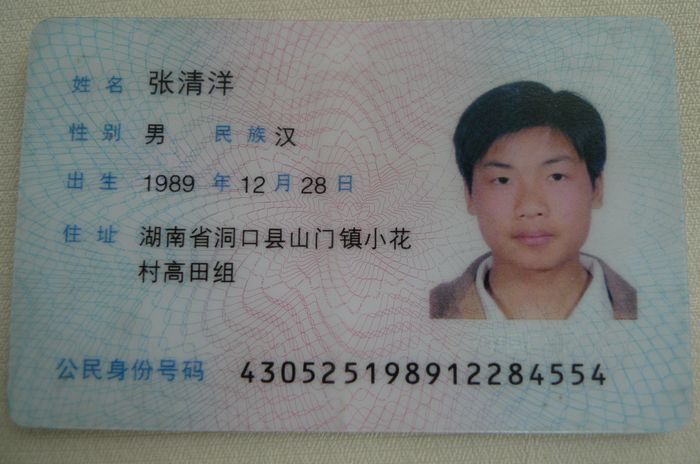 姓名 张清洋
性别 男 民族 汉
出生 1989 年 12 月 28 日
住址 湖南省洞口县山门镇小花
村高田组
公民身份号码 430525198912284554